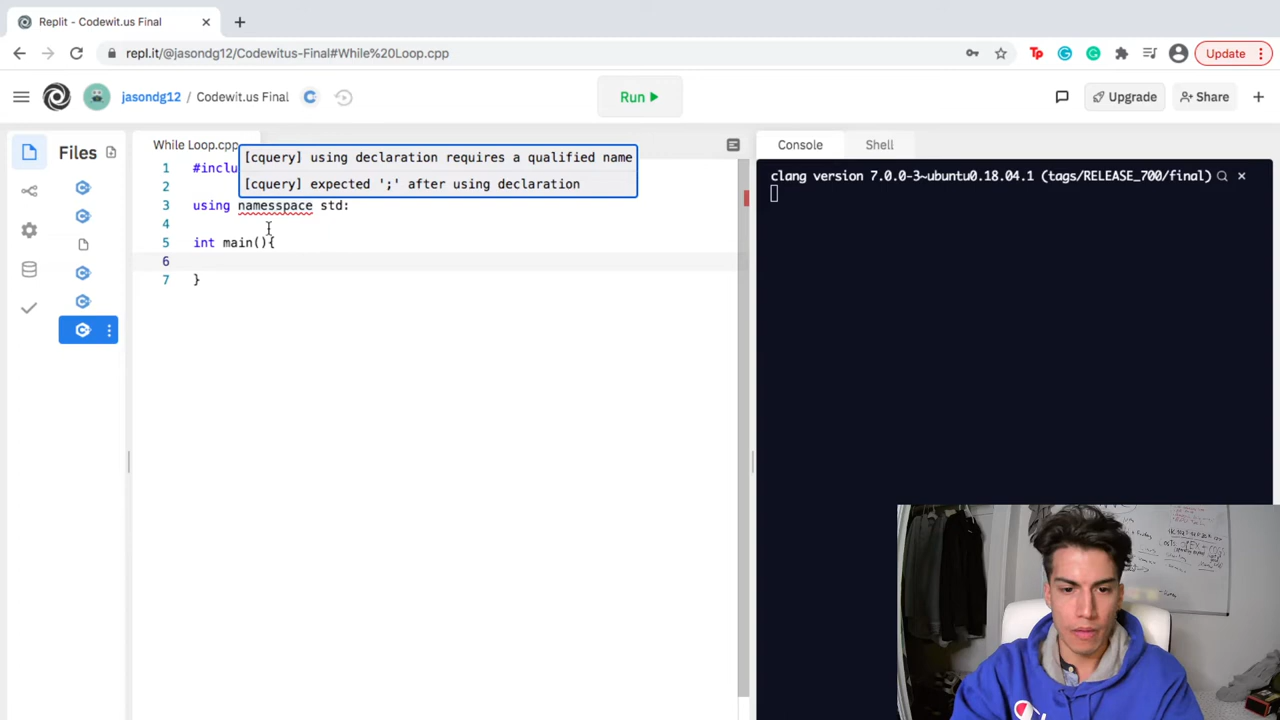 Replit - Codewit.us Final
repl.it/@jasondg12/Codewitus-Final#While%20Loop.cpp
Update
jasondg12 / Codewit.us Final
Run
Upgrade
Share
Files
While Loop.cpp
Console
Shell
[cquery] using declaration requires a qualified name
[cquery] expected ';' after using declaration
1 #inclu
2
3 using namesspace std:
4
5 int main(){
6
7 }
clang version 7.0.0-3~ubuntu0.18.04.1 (tags/RELEASE_700/final)